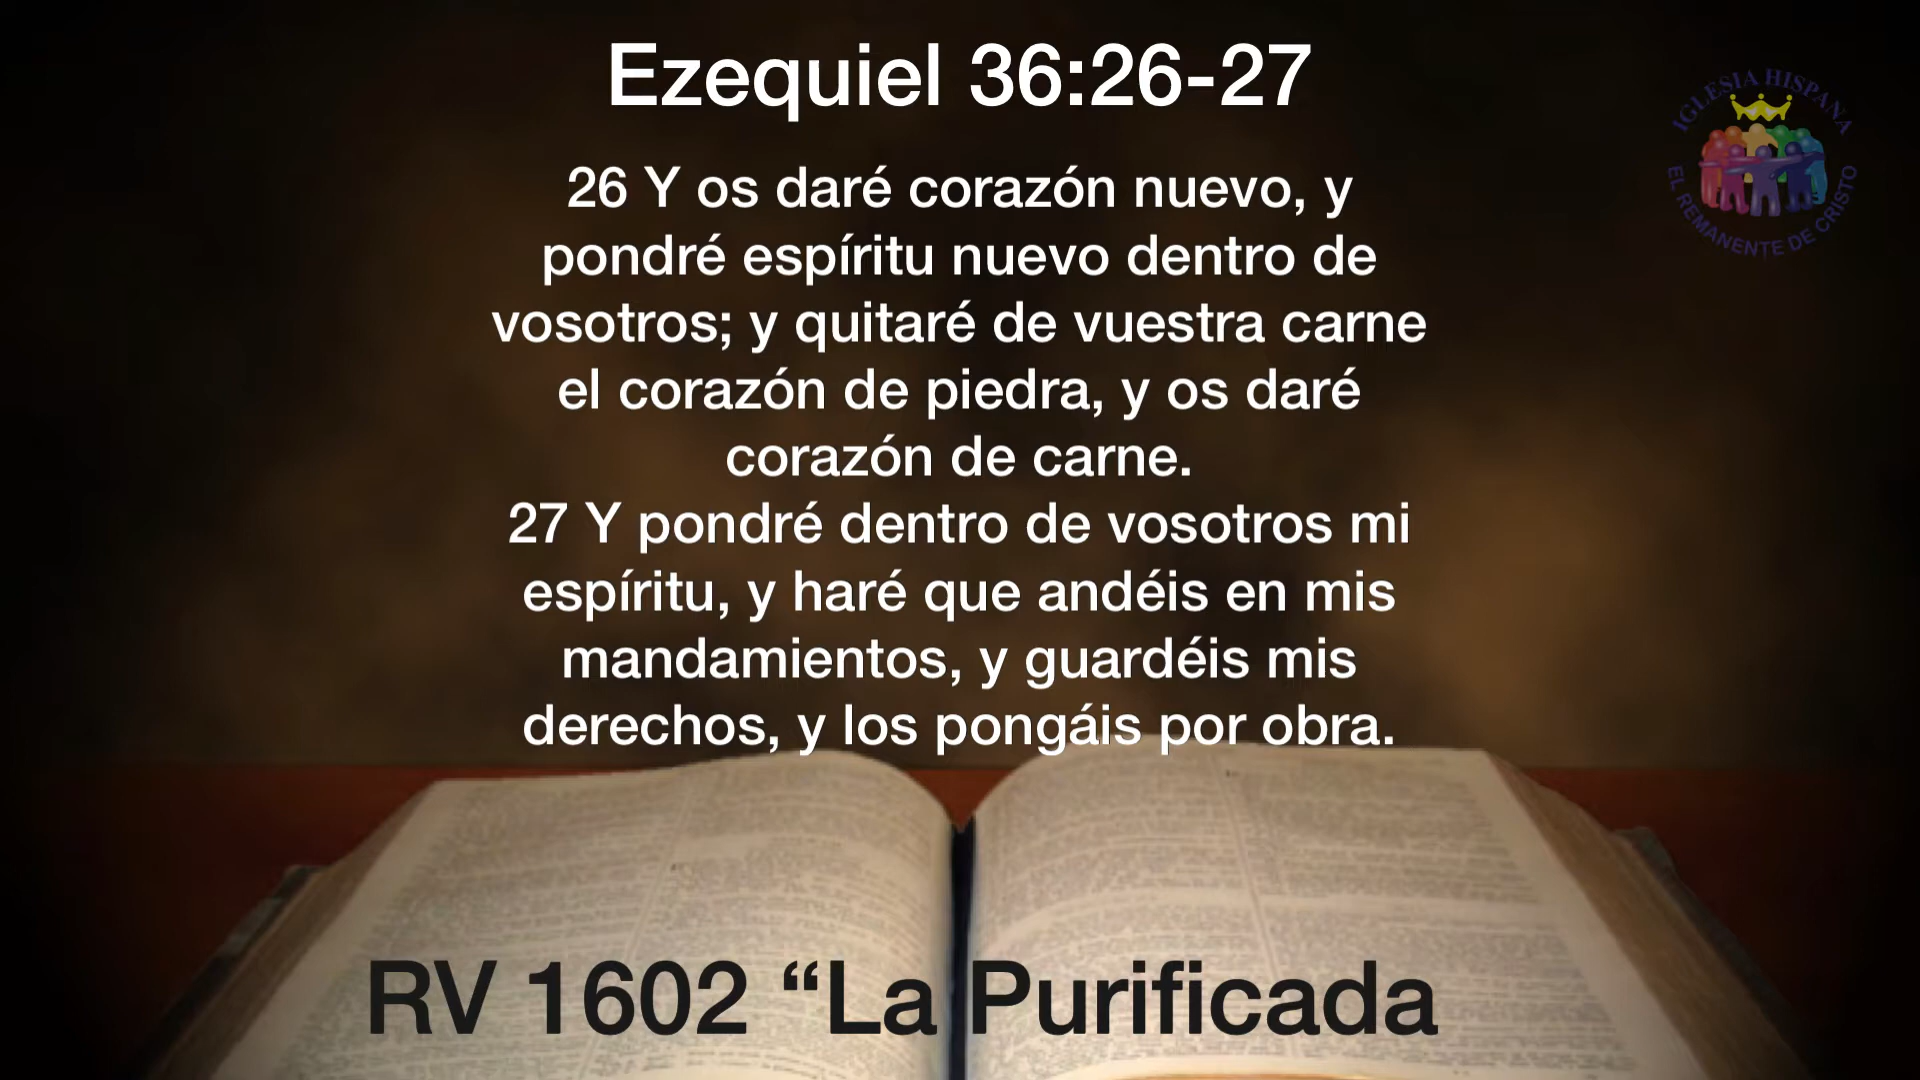 Ezequiel 36:26-27
IGLESIA HISPANA
EL REMANENTE DE CRISTO
26 Y os daré corazón nuevo, y
pondré espíritu nuevo dentro de
vosotros; y quitaré de vuestra carne
el corazón de piedra, y os daré
corazón de carne.
27 Y pondré dentro de vosotros mi
espíritu, y haré que andéis en mis
mandamientos, y guardéis mis
derechos, y los pongáis por obra.
RV 1602 “La Purificada